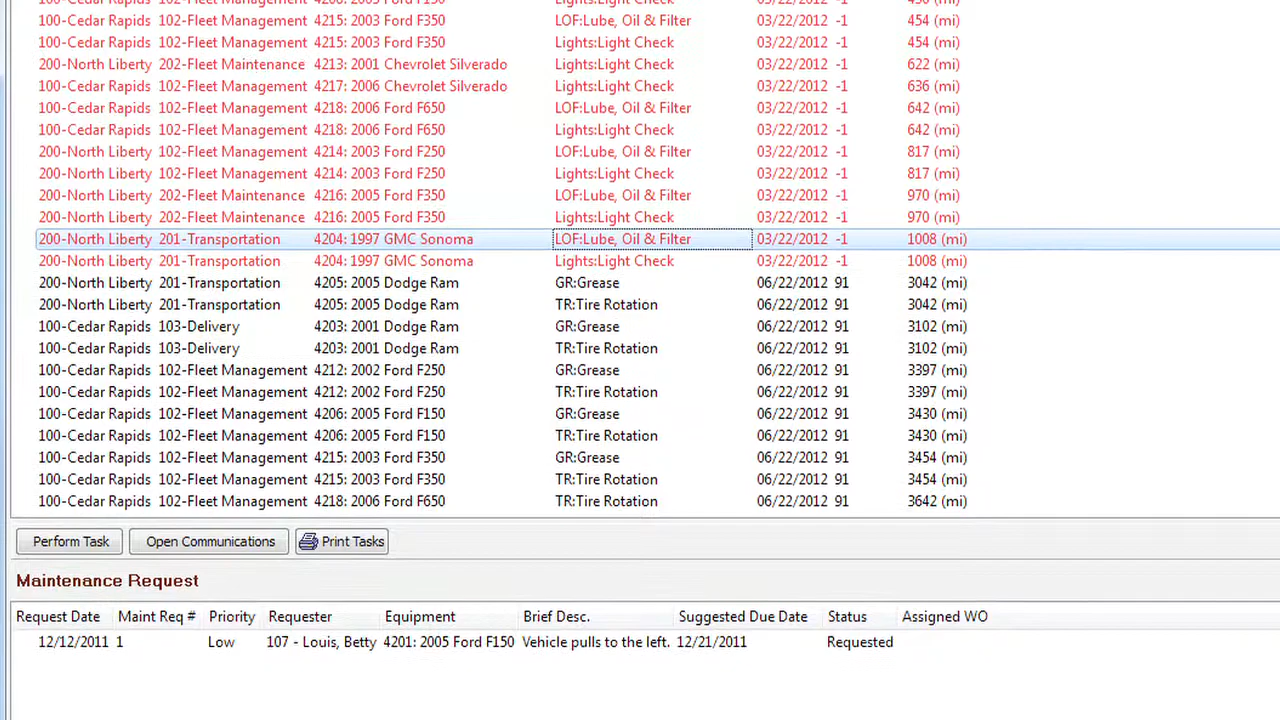 100-Cedar Rapids 102-Fleet Management 4215: 2003 Ford F350 LOF:Lube, Oil & Filter 03/22/2012 -1 454 (mi)
100-Cedar Rapids 102-Fleet Management 4215: 2003 Ford F350 Lights:Light Check 03/22/2012 -1 454 (mi)
200-North Liberty 202-Fleet Maintenance 4213: 2001 Chevrolet Silverado Lights:Light Check 03/22/2012 -1 622 (mi)
100-Cedar Rapids 102-Fleet Management 4217: 2006 Chevrolet Silverado Lights:Light Check 03/22/2012 -1 636 (mi)
100-Cedar Rapids 102-Fleet Management 4218: 2006 Ford F650 LOF:Lube, Oil & Filter 03/22/2012 -1 642 (mi)
100-Cedar Rapids 102-Fleet Management 4218: 2006 Ford F650 Lights:Light Check 03/22/2012 -1 642 (mi)
200-North Liberty 102-Fleet Management 4214: 2003 Ford F250 LOF:Lube, Oil & Filter 03/22/2012 -1 817 (mi)
200-North Liberty 102-Fleet Management 4214: 2003 Ford F250 Lights:Light Check 03/22/2012 -1 817 (mi)
200-North Liberty 202-Fleet Maintenance 4216: 2005 Ford F350 LOF:Lube, Oil & Filter 03/22/2012 -1 970 (mi)
200-North Liberty 202-Fleet Maintenance 4216: 2005 Ford F350 Lights:Light Check 03/22/2012 -1 970 (mi)
200-North Liberty 201-Transportation 4204: 1997 GMC Sonoma LOF:Lube, Oil & Filter 03/22/2012 -1 1008 (mi)
200-North Liberty 201-Transportation 4204: 1997 GMC Sonoma Lights:Light Check 03/22/2012 -1 1008 (mi)
200-North Liberty 201-Transportation 4205: 2005 Dodge Ram GR:Grease 06/22/2012 91 3042 (mi)
200-North Liberty 201-Transportation 4205: 2005 Dodge Ram TR:Tire Rotation 06/22/2012 91 3042 (mi)
100-Cedar Rapids 103-Delivery 4203: 2001 Dodge Ram GR:Grease 06/22/2012 91 3102 (mi)
100-Cedar Rapids 103-Delivery 4203: 2001 Dodge Ram TR:Tire Rotation 06/22/2012 91 3102 (mi)
100-Cedar Rapids 102-Fleet Management 4212: 2002 Ford F250 GR:Grease 06/22/2012 91 3397 (mi)
100-Cedar Rapids 102-Fleet Management 4212: 2002 Ford F250 TR:Tire Rotation 06/22/2012 91 3397 (mi)
100-Cedar Rapids 102-Fleet Management 4206: 2005 Ford F150 GR:Grease 06/22/2012 91 3430 (mi)
100-Cedar Rapids 102-Fleet Management 4206: 2005 Ford F150 TR:Tire Rotation 06/22/2012 91 3430 (mi)
100-Cedar Rapids 102-Fleet Management 4215: 2003 Ford F350 GR:Grease 06/22/2012 91 3454 (mi)
100-Cedar Rapids 102-Fleet Management 4215: 2003 Ford F350 TR:Tire Rotation 06/22/2012 91 3454 (mi)
100-Cedar Rapids 102-Fleet Management 4218: 2006 Ford F650 TR:Tire Rotation 06/22/2012 91 3642 (mi)
Perform Task Open Communications Print Tasks
Maintenance Request
Request Date Maint Req # Priority Requester Equipment Brief Desc. Suggested Due Date Status Assigned WO
12/12/2011 1 Low 107 - Louis, Betty 4201: 2005 Ford F150 Vehicle pulls to the left. 12/21/2011 Requested